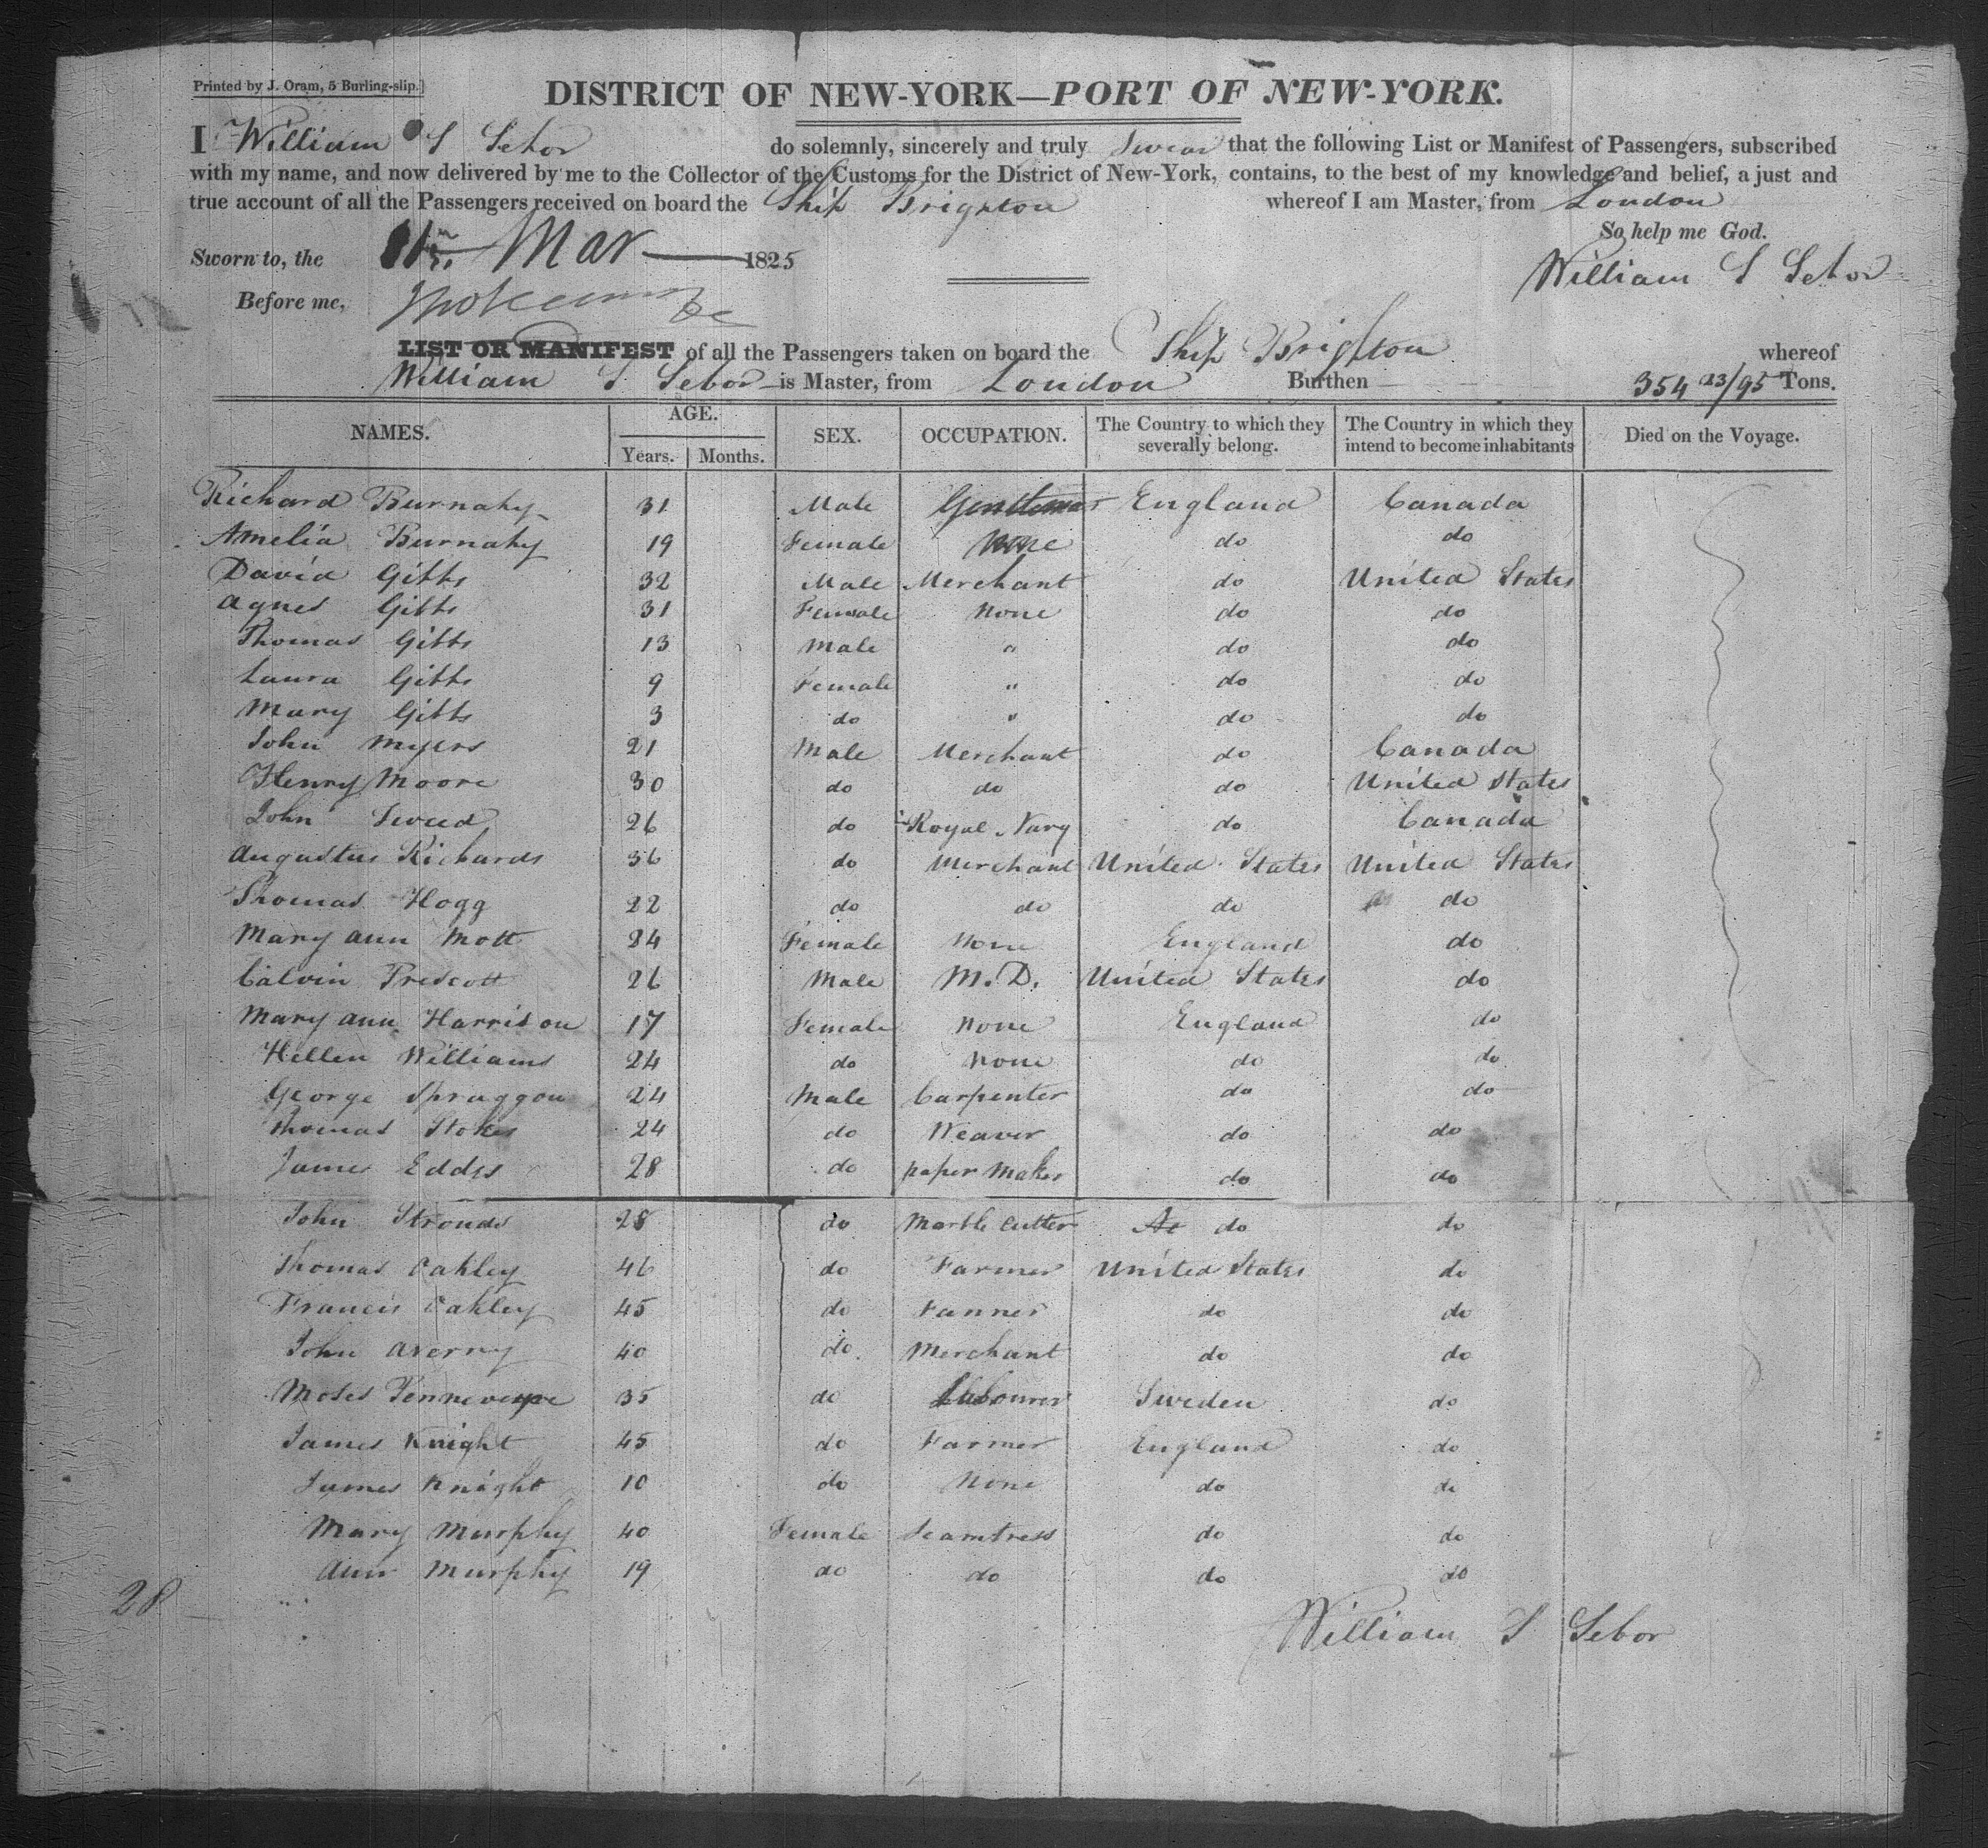 Printed by J. Oram, 5 Burling-slip.]
DISTRICT OF NEW-YORK—PORT OF NEW-YORK.
I William S Sebor do solemnly, sincerely and truly swear that the following List or Manifest of Passengers, subscribed
with my name, and now delivered by me to the Collector of the Customs for the District of New-York, contains, to the best of my knowledge and belief, a just and
true account of all the Passengers received on board the Ship Brighton whereof I am Master, from London
So help me God.
Sworn to, the Mar 1825
William S Sebor
Before me,
LIST OR MANIFEST of all the Passengers taken on board the Ship Brighton whereof
William S Sebor is Master, from London Burthen 354 23/95 Tons.
NAMES. AGE. Years. Months. SEX. OCCUPATION. The Country to which they severally belong. The Country in which they intend to become inhabitants Died on the Voyage.
Richard Burnaby 31 Male Gentleman England Canada
Amelia Burnaby 19 Female None do do
David Gibbs 32 Male Merchant do United States
Agnes Gibbs 31 Female None do do
Thomas Gibbs 13 Male " do do
Laura Gibbs 9 Female " do do
Mary Gibbs 3 do " do do
John Myers 21 Male Merchant do Canada
Henry Moore 30 do do do United States
John 26 do Royal Navy do Canada
Augustus Richards 36 do Merchant United States United States
Thomas Hogg 22 do do do do
Mary Ann Mott 24 Female None England do
Calvin Prescott 26 Male M.D. United States do
Mary Ann Harrison 17 Female None England do
Hellen Williams 24 do None do do
George Spraggon 24 Male Carpenter do do
Thomas Stokes 24 do Weaver do do
James Eddes 28 do paper Maker do do
John Strouds 28 do Marble Cutter do do
Thomas Oakley 46 do Farmer United States do
Francis Oakley 45 do Tanner do do
John Averny 40 do Merchant do do
Moses 35 do Labourer Sweden do
James Knight 45 do Farmer England do
James Knight 10 do None do do
Mary Murphy 40 Female Seamtress do do
Ann Murphy 19 do do do do
28
William S Sebor